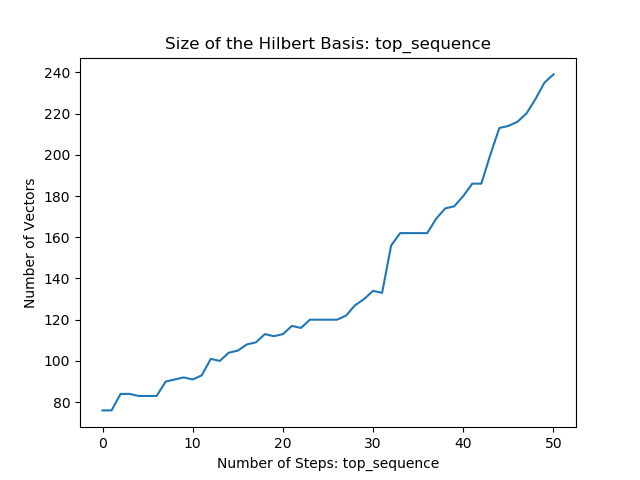 Size of the Hilbert Basis: top_sequence
240
220
200
180
160
140
120
100
80
Number of Vectors
0 10 20 30 40 50
Number of Steps: top_sequence